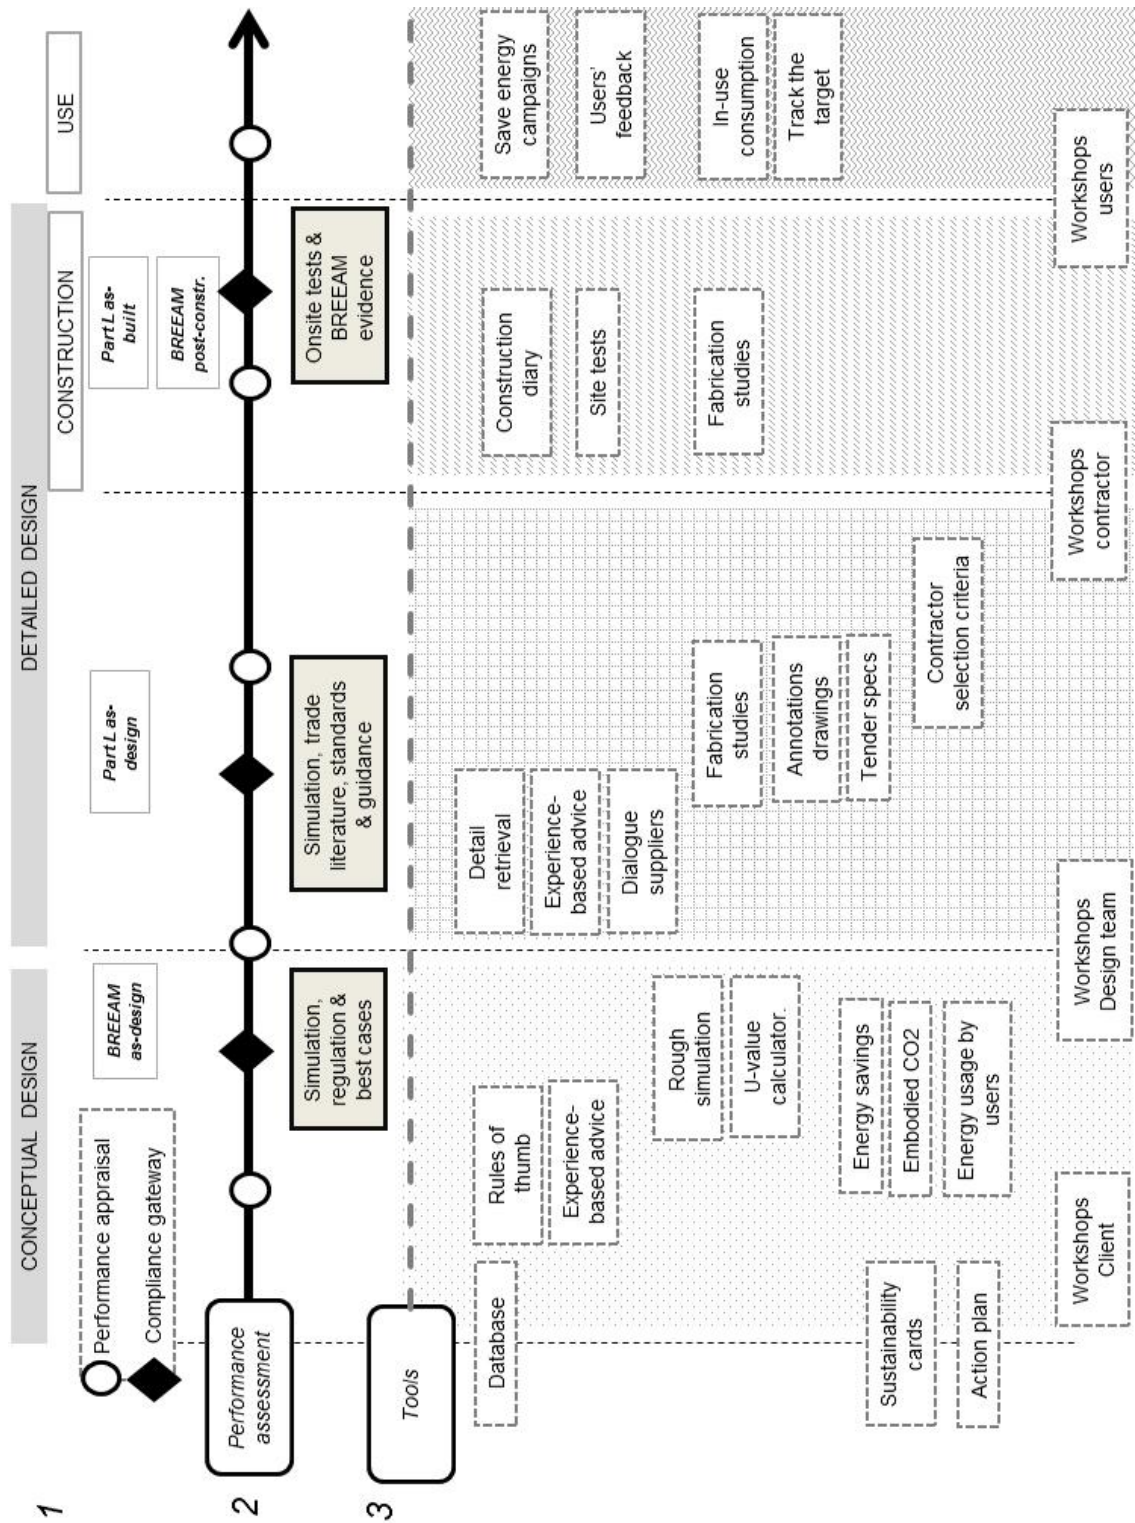 1
CONCEPTUAL DESIGN
DETAILED DESIGN
CONSTRUCTION
USE
Performance appraisal
Compliance gateway
BREEAM
as-design
Part L as-
design
Part L as-
built
BREEAM
post-constr.
2
Performance
assessment
Simulation,
regulation &
best cases
Simulation, trade
literature, standards
& guidance
Onsite tests &
BREEAM
evidence
3
Tools
Database
Rules of
thumb
Experience-
based advice
Rough
simulation
U-value
calculator.
Sustainability
cards
Action plan
Energy savings
Embodied CO2
Energy usage by
users
Workshops
Client
Detail
retrieval
Experience-
based advice
Dialogue
suppliers
Fabrication
studies
Annotations
drawings
Tender specs
Contractor
selection criteria
Workshops
Design team
Construction
diary
Site tests
Fabrication
studies
Workshops
contractor
Save energy
campaigns
Users'
feedback
In-use
consumption
Track the
target
Workshops
users